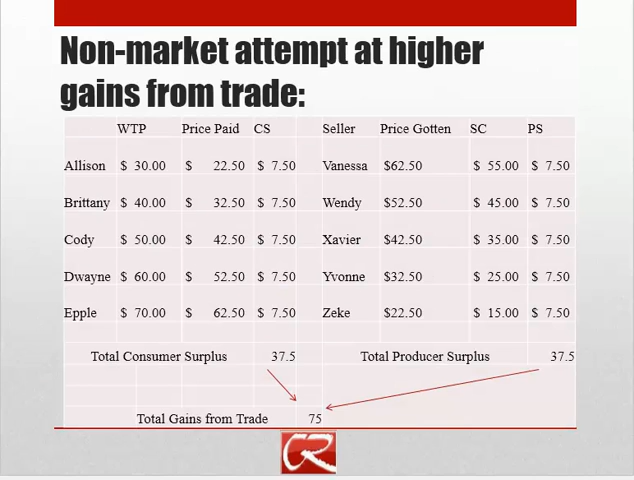 Non-market attempt at higher
gains from trade:
WTP Price Paid CS Seller Price Gotten SC PS
Allison $ 30.00 $ 22.50 $ 7.50 Vanessa $62.50 $ 55.00 $ 7.50
Brittany $ 40.00 $ 32.50 $ 7.50 Wendy $52.50 $ 45.00 $ 7.50
Cody $ 50.00 $ 42.50 $ 7.50 Xavier $42.50 $ 35.00 $ 7.50
Dwayne $ 60.00 $ 52.50 $ 7.50 Yvonne $32.50 $ 25.00 $ 7.50
Epple $ 70.00 $ 62.50 $ 7.50 Zeke $22.50 $ 15.00 $ 7.50
Total Consumer Surplus 37.5 Total Producer Surplus 37.5
Total Gains from Trade 75